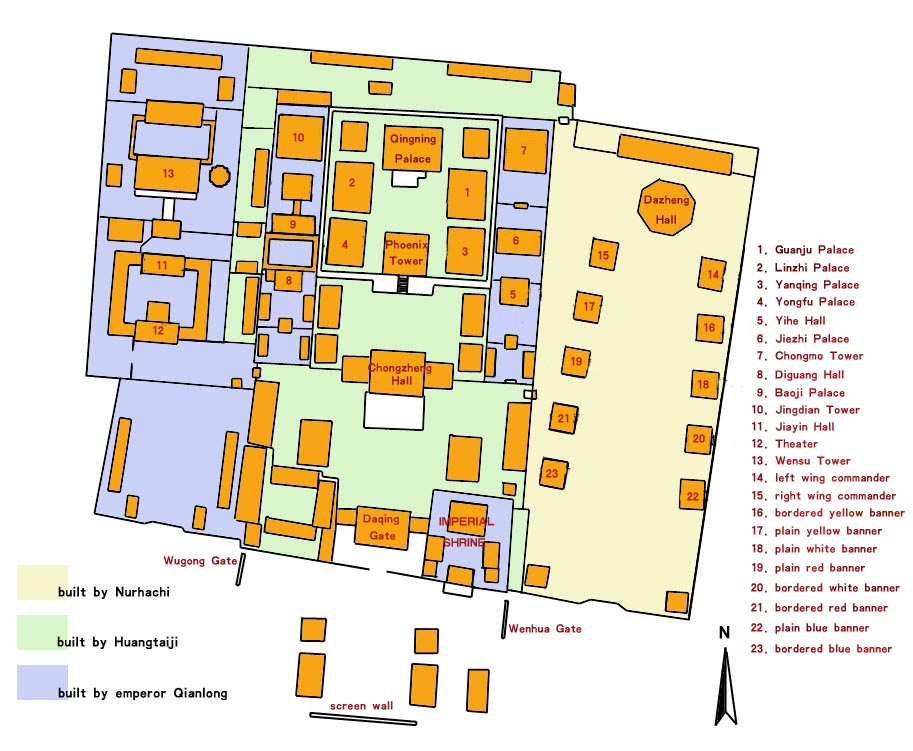 10
Qingning
Palace
7
13
2
1
Dazheng
Hall
9
4
Phoenix
Tower
3
6
15
14
11
8
5
17
16
12
19
18
Chongzheng
Hall
21
20
23
22
Daqing
Gate
IMPERIAL
SHRINE
Wugong Gate
Wenhua Gate
screen wall
1. Guanju Palace
2. Linzhi Palace
3. Yanqing Palace
4. Yongfu Palace
5. Yihe Hall
6. Jiezhi Palace
7. Chongmo Tower
8. Diguang Hall
9. Baoji Palace
10. Jingdian Tower
11. Jiayin Hall
12. Theater
13. Wensu Tower
14. left wing commander
15. right wing commander
16. bordered yellow banner
17. plain yellow banner
18. plain white banner
19. plain red banner
20. bordered white banner
21. bordered red banner
22. plain blue banner
23. bordered blue banner
N
built by Nurhachi
built by Huangtaiji
built by emperor Qianlong